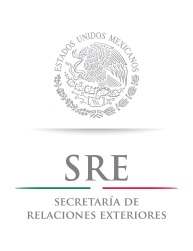 ESTADOS UNIDOS MEXICANOS
SRE
SECRETARÍA DE
RELACIONES EXTERIORES